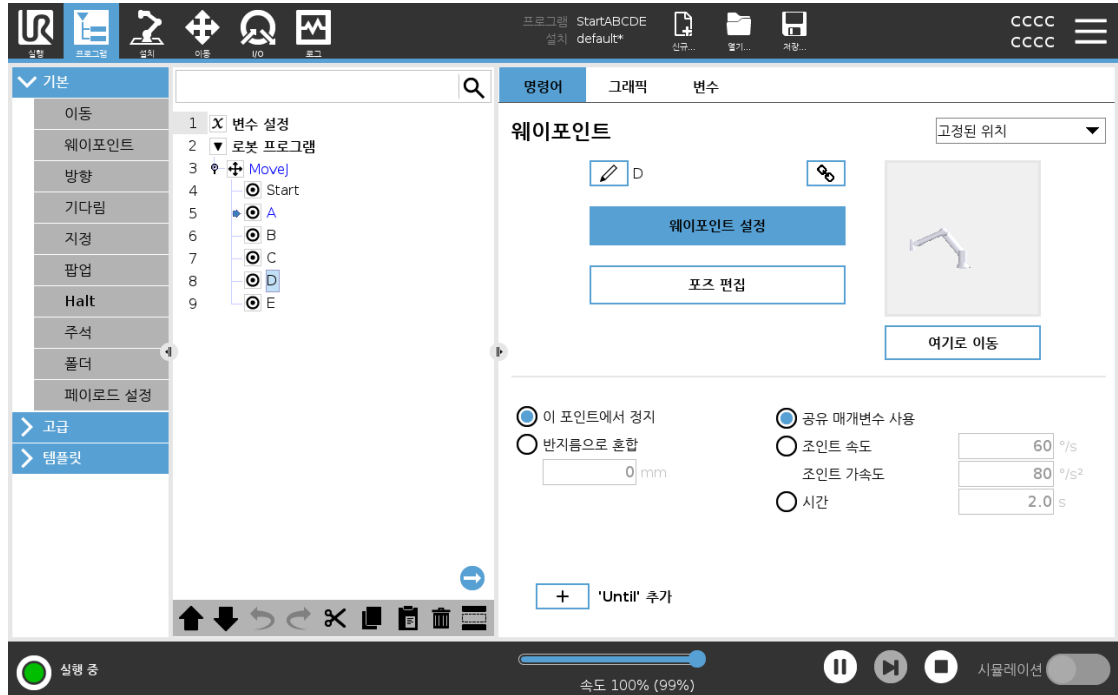 프로그램 StartABCDE
설치 default*
CCCC
CCCC
실행
프로그램
설치
이동
I/O
로그
신규...
열기...
저장...
기본
이동
웨이포인트
방향
기다림
지정
팝업
Halt
주석
폴더
페이로드 설정
고급
템플릿
1 변수 설정
2 로봇 프로그램
3 MoveJ
4 Start
5 A
6 B
7 C
8 D
9 E
명령어
그래픽
변수
웨이포인트
고정된 위치
D
웨이포인트 설정
포즈 편집
여기로 이동
이 포인트에서 정지
반지름으로 혼합
0 mm
공유 매개변수 사용
조인트 속도 60 °/s
조인트 가속도 80 °/s²
시간 2.0 s
+ 'Until' 추가
실행 중
속도 100% (99%)
시뮬레이션